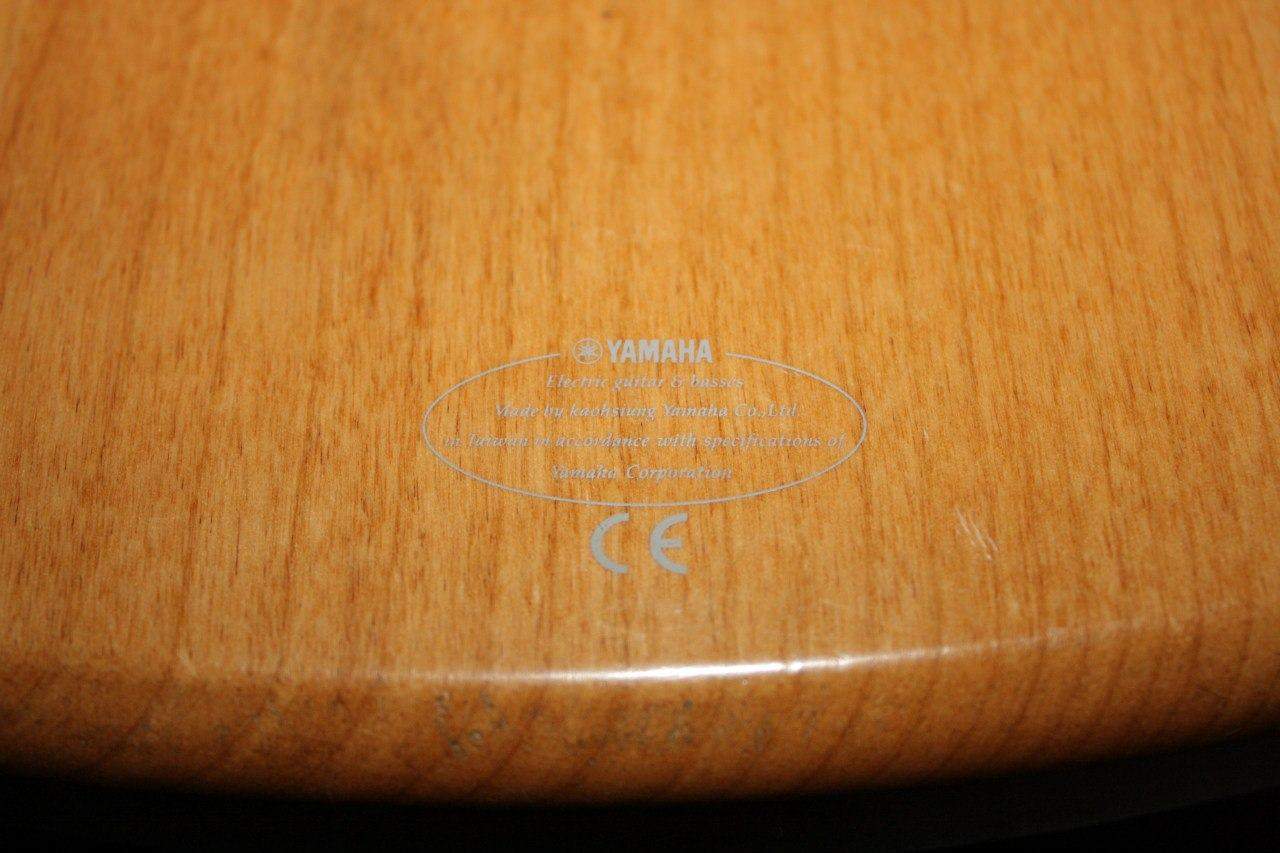 YAMAHA
Electric guitar & basses
Made by kaohsiung Yamaha Co.,Ltd.
in Taiwan in accordance with specifications of
Yamaha Corporation
CE